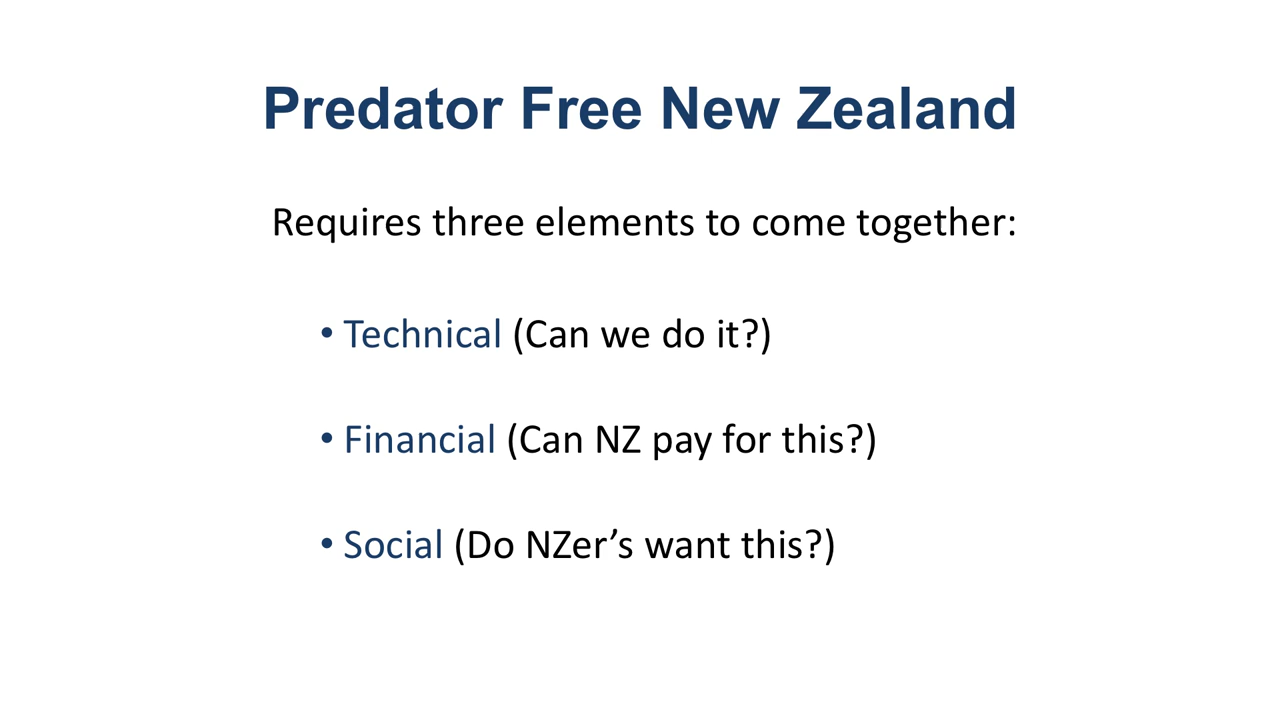 Predator Free New Zealand
Requires three elements to come together:
• Technical (Can we do it?)
• Financial (Can NZ pay for this?)
• Social (Do NZer’s want this?)